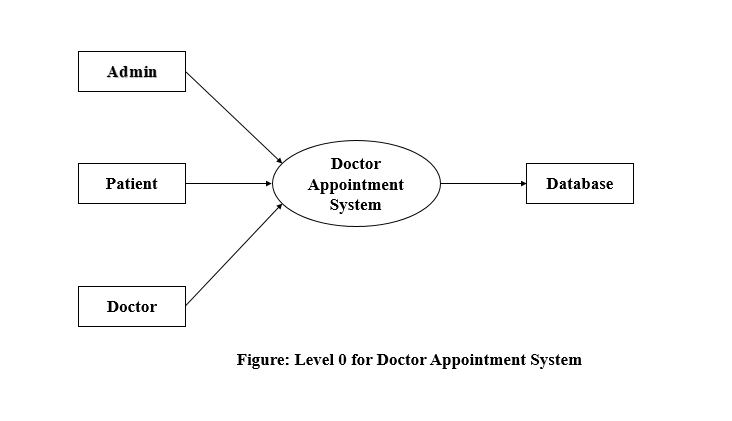 Admin
Patient
Doctor
Doctor
Appointment
System
Database
Figure: Level 0 for Doctor Appointment System